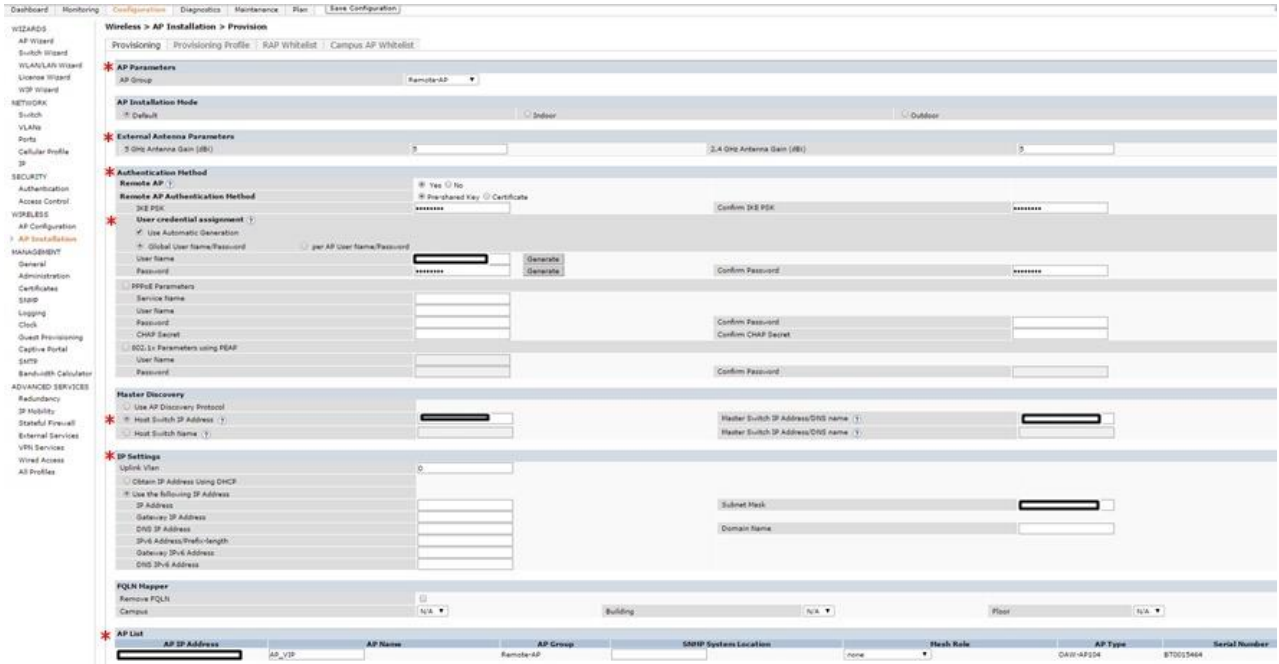 Dashboard Monitoring Configuration Diagnostics Maintenance Plan Save Configuration
WIZARDS
AP Wizard
Switch Wizard
WLAN/LAN Wizard
License Wizard
WIP Wizard
NETWORK
Switch
VLANs
Ports
Cellular Profile
IP
SECURITY
Authentication
Access Control
WIRELESS
AP Configuration
> AP Installation
MANAGEMENT
General
Administration
Certificates
SNMP
Logging
Clock
Guest Provisioning
Captive Portal
SMTP
Bandwidth Calculator
ADVANCED SERVICES
Redundancy
IP Mobility
Stateful Firewall
External Services
VPN Services
Wired Access
All Profiles
Wireless > AP Installation > Provision
Provisioning Provisioning Profile RAP Whitelist Campus AP Whitelist
* AP Parameters
AP Group Remote-AP
AP Installation Mode
Default Indoor Outdoor
* External Antenna Parameters
5 GHz Antenna Gain (dBi) 5 2.4 GHz Antenna Gain (dBi) 5
* Authentication Method
Remote AP ? Yes No
Remote AP Authentication Method Pre-shared Key Certificate
IKE PSK •••••••• Confirm IKE PSK ••••••••
* User credential assignment ?
Use Automatic Generation
Global User Name/Password per AP User Name/Password
User Name Generate
Password •••••••• Generate Confirm Password ••••••••
PPPoE Parameters
Service Name
User Name
Password Confirm Password
CHAP Secret Confirm CHAP Secret
802.1x Parameters using PEAP
User Name
Password Confirm Password
Master Discovery
Use AP Discovery Protocol
* Host Switch IP Address ? Master Switch IP Address/DNS name ?
Host Switch Name ? Master Switch IP Address/DNS name ?
* IP Settings
Uplink Vlan 0
Obtain IP Address Using DHCP
Use the following IP Address
IP Address Subnet Mask
Gateway IP Address
DNS IP Address Domain Name
IPv6 Address/Prefix-length
Gateway IPv6 Address
DNS IPv6 Address
FQLN Mapper
Remove FQLN
Campus N/A Building N/A Floor N/A
* AP List
AP IP Address AP Name AP Group SNMP System Location Mesh Role AP Type Serial Number
AP_VIP Remote-AP none OAW-AP104 BT0015464